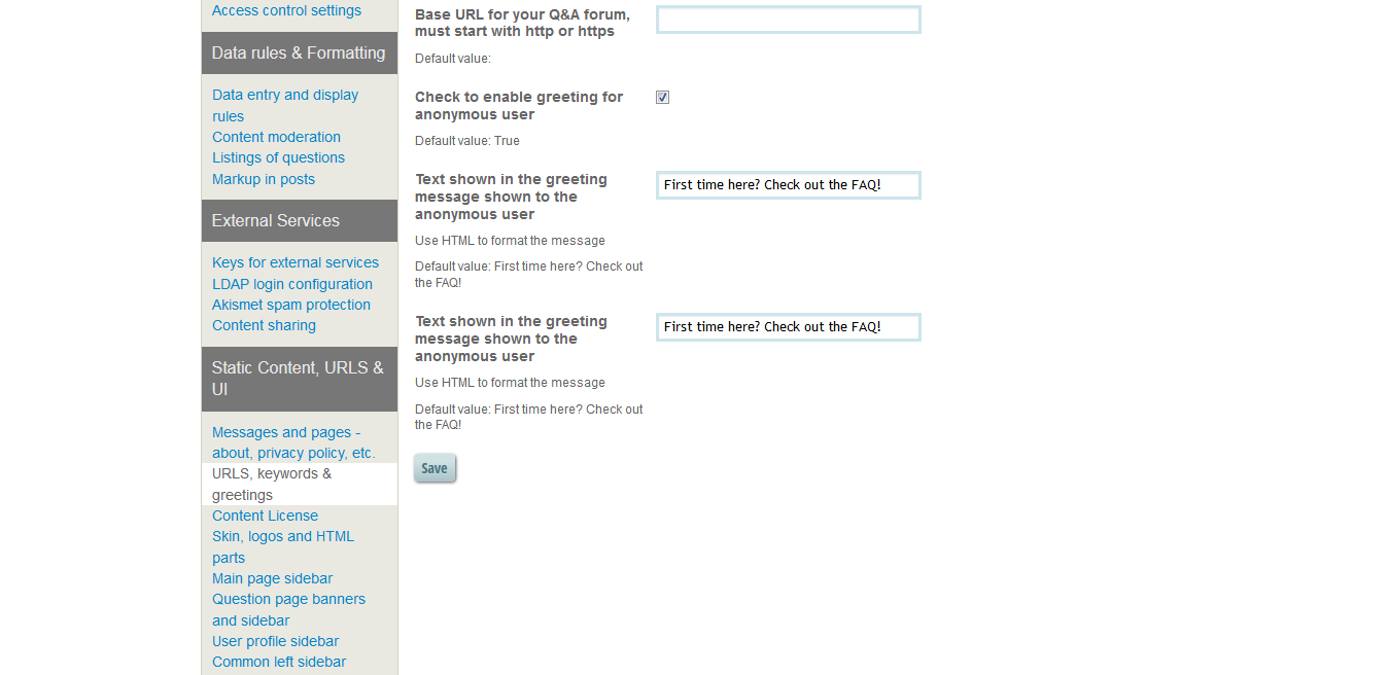 Access control settings
Data rules & Formatting
Data entry and display
rules
Content moderation
Listings of questions
Markup in posts
External Services
Keys for external services
LDAP login configuration
Akismet spam protection
Content sharing
Static Content, URLS &
UI
Messages and pages -
about, privacy policy, etc.
URLS, keywords &
greetings
Content License
Skin, logos and HTML
parts
Main page sidebar
Question page banners
and sidebar
User profile sidebar
Common left sidebar
Base URL for your Q&A forum,
must start with http or https
Default value:
Check to enable greeting for
anonymous user
Default value: True
Text shown in the greeting
message shown to the
anonymous user
First time here? Check out the FAQ!
Use HTML to format the message
Default value: First time here? Check out
the FAQ!
Text shown in the greeting
message shown to the
anonymous user
First time here? Check out the FAQ!
Use HTML to format the message
Default value: First time here? Check out
the FAQ!
Save